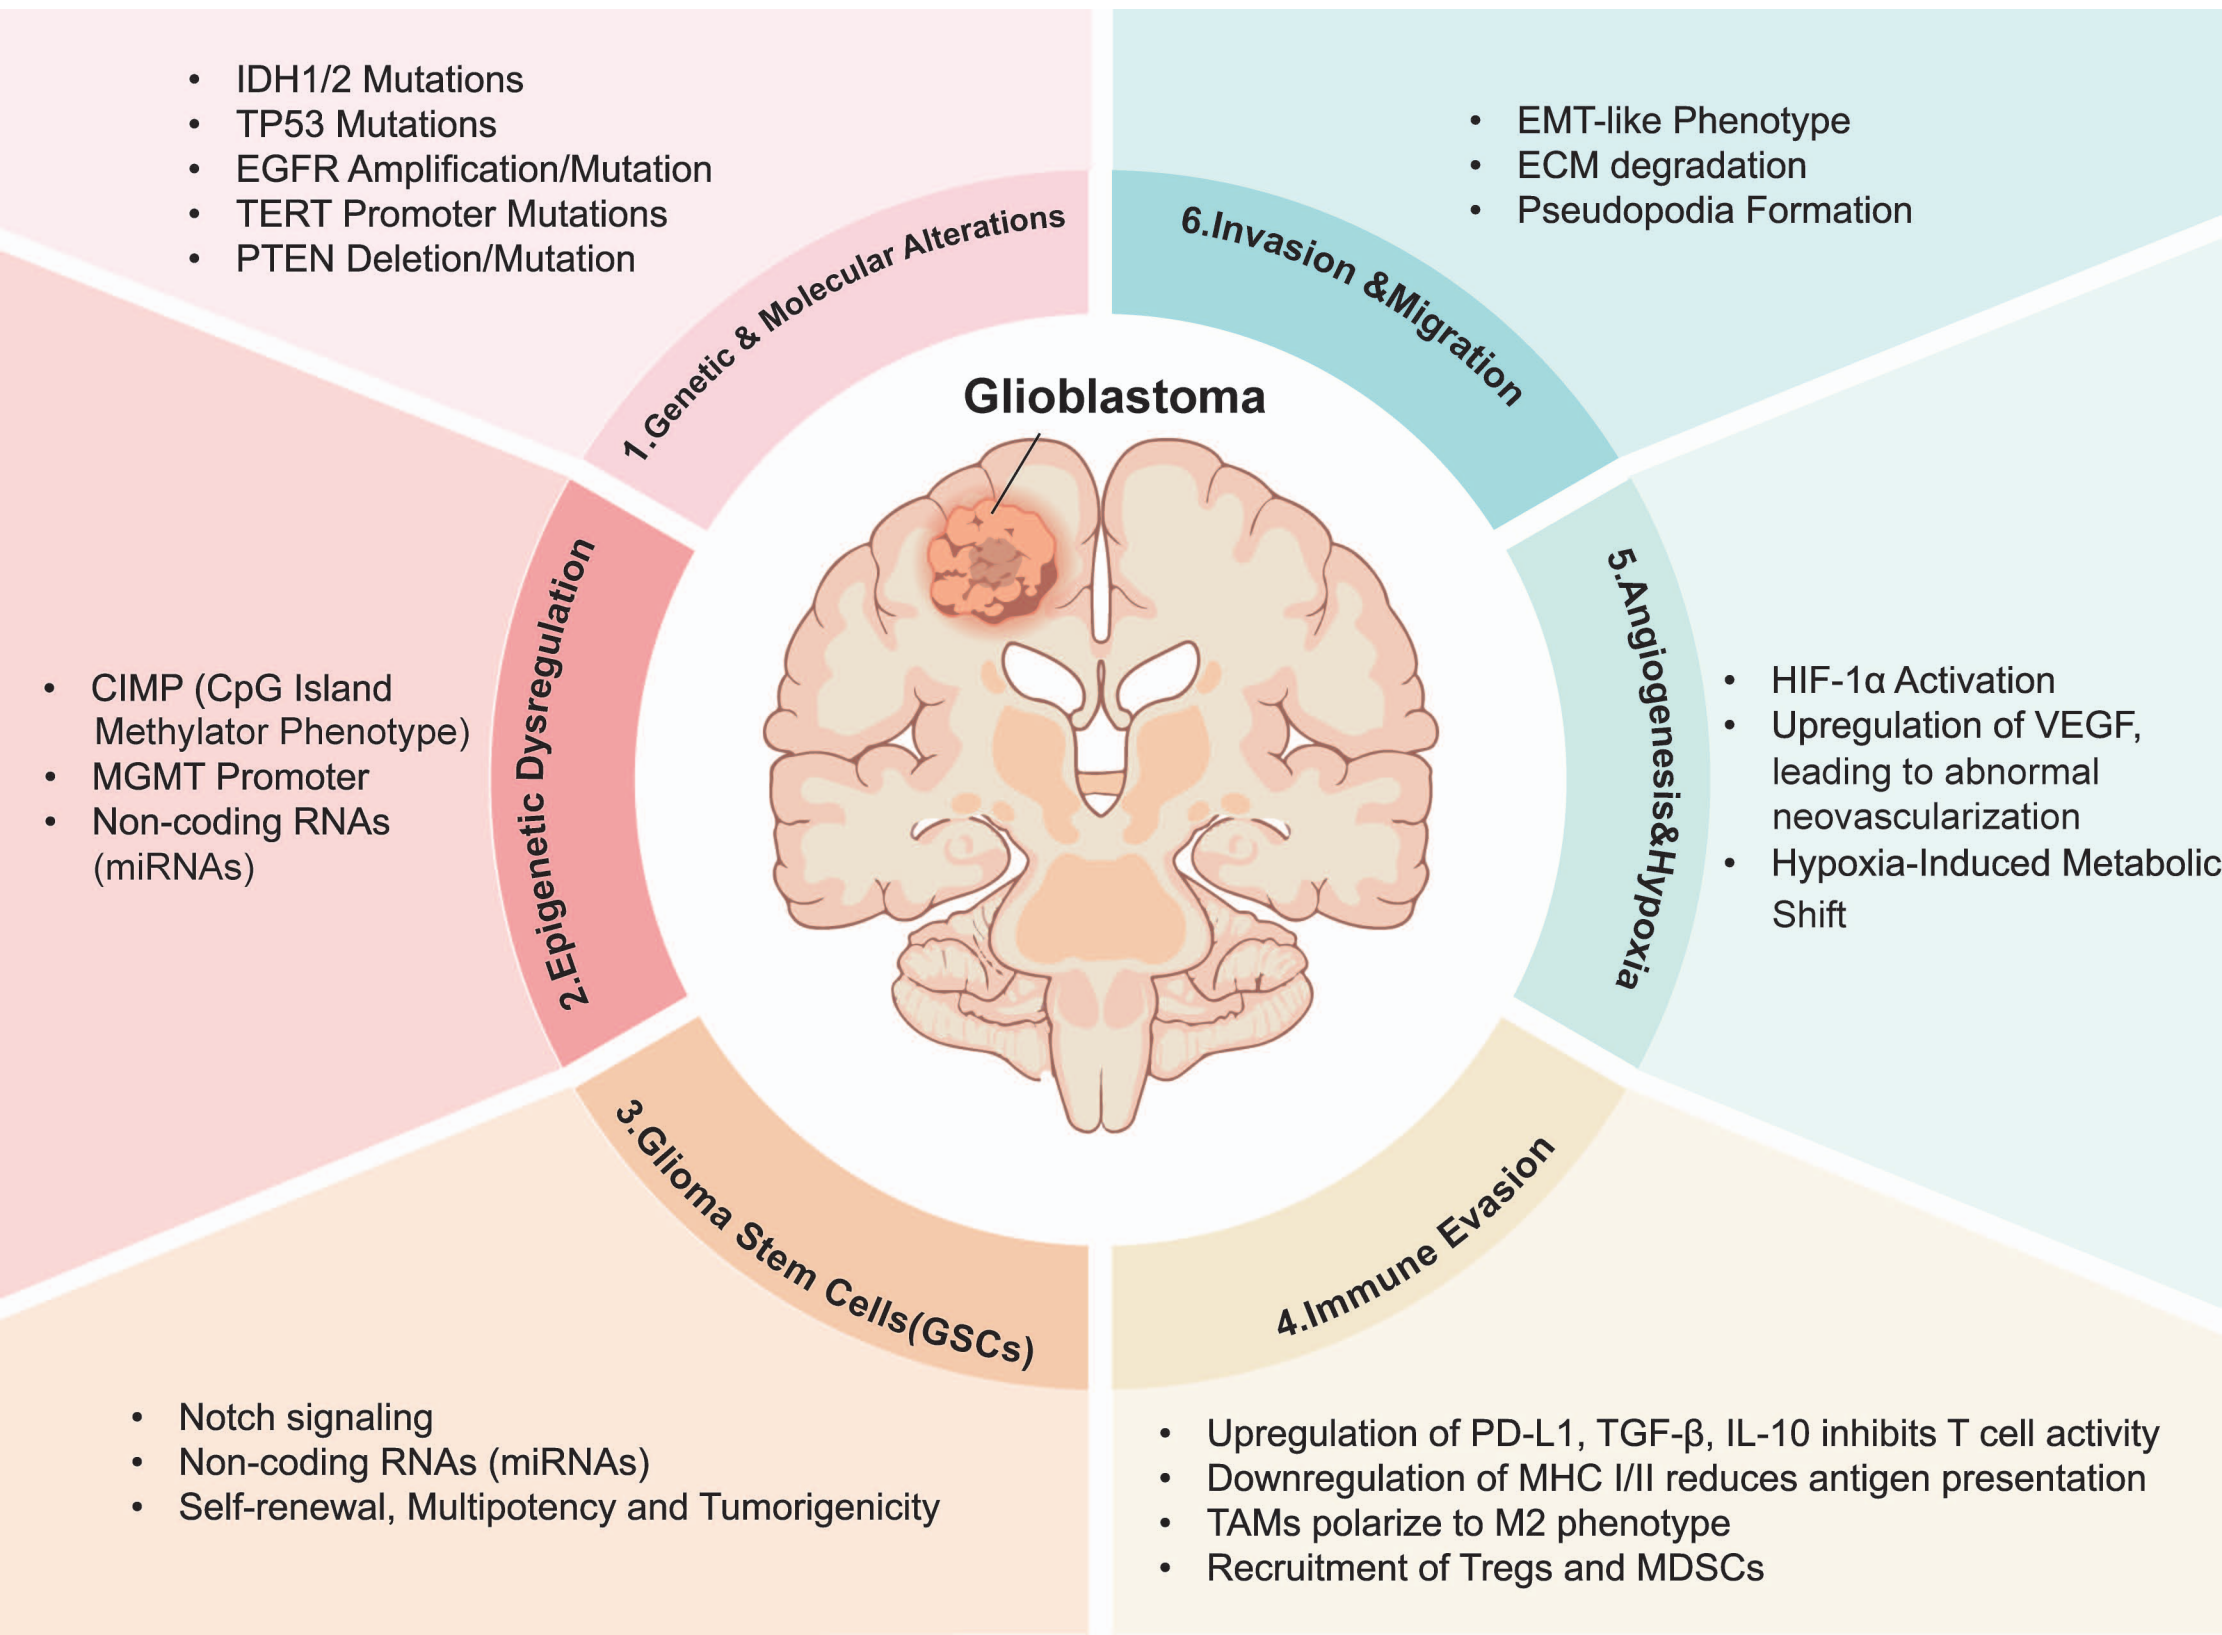 Glioblastoma
1.Genetic & Molecular Alterations
• IDH1/2 Mutations
• TP53 Mutations
• EGFR Amplification/Mutation
• TERT Promoter Mutations
• PTEN Deletion/Mutation
2.Epigenetic Dysregulation
• CIMP (CpG Island
Methylator Phenotype)
• MGMT Promoter
• Non-coding RNAs
(miRNAs)
3.Glioma Stem Cells(GSCs)
• Notch signaling
• Non-coding RNAs (miRNAs)
• Self-renewal, Multipotency and Tumorigenicity
4.Immune Evasion
• Upregulation of PD-L1, TGF-β, IL-10 inhibits T cell activity
• Downregulation of MHC I/II reduces antigen presentation
• TAMs polarize to M2 phenotype
• Recruitment of Tregs and MDSCs
5.Angiogenesis&Hypoxia
• HIF-1α Activation
• Upregulation of VEGF,
leading to abnormal
neovascularization
• Hypoxia-Induced Metabolic
Shift
6.Invasion &Migration
• EMT-like Phenotype
• ECM degradation
• Pseudopodia Formation